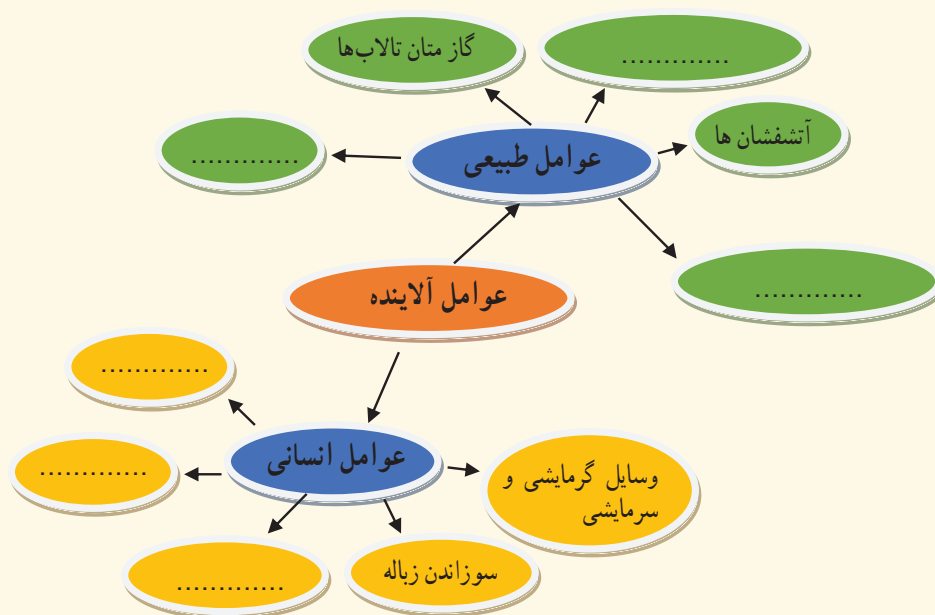 گاز متان تالاب‌ها
.............
آتشفشان ها
.............
عوامل طبیعی
.............
عوامل آلاینده
.............
عوامل انسانی
.............
وسایل گرمایشی و
سرمایشی
سوزاندن زباله
.............